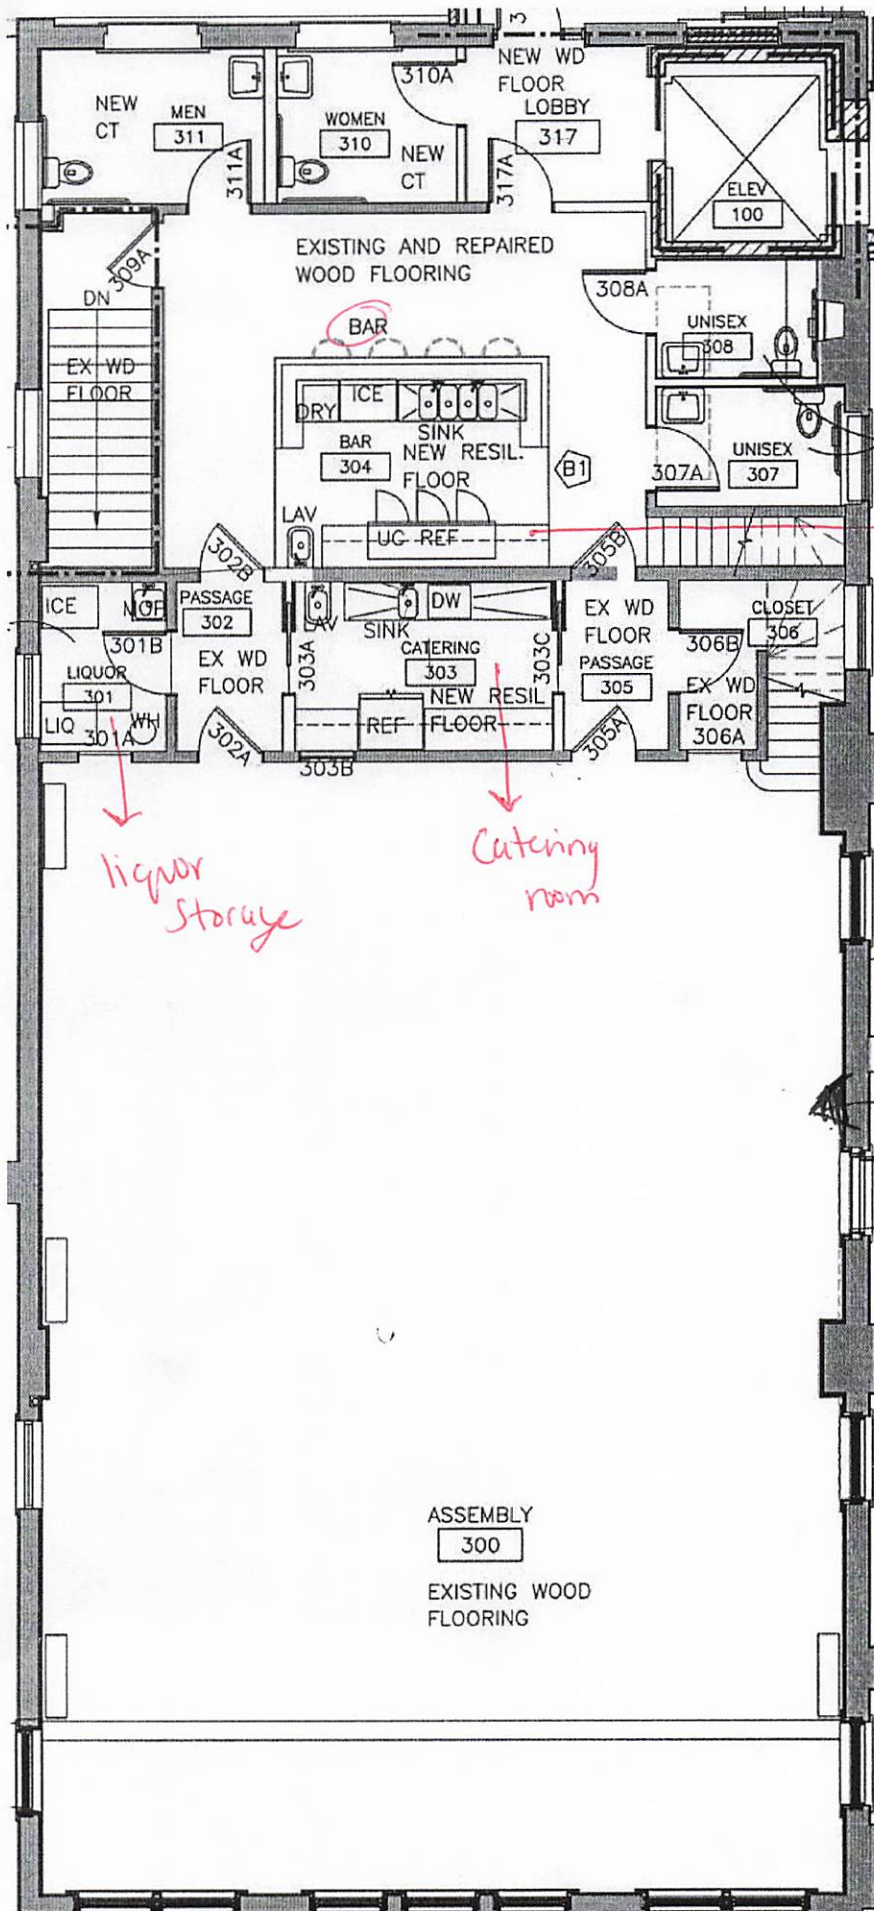 3
NEW WD
FLOOR
LOBBY
317
310A
NEW
CT
MEN
311
WOMEN
310
NEW
CT
311A
317A
ELEV
100
309A
EXISTING AND REPAIRED
WOOD FLOORING
DN
EX WD
FLOOR
BAR
308A
UNISEX
308
DRY
ICE
SINK
BAR
304
NEW RESIL.
FLOOR
B1
UNISEX
307
307A
LAV
UC REF
302B
305B
ICE
MOP
301B
PASSAGE
302
EX WD
FLOOR
LAV
SINK
DW
303A
CATERING
303
303C
NEW RESIL
FLOOR
REF
EX WD
FLOOR
PASSAGE
305
CLOSET
306
306B
EX WD
FLOOR
306A
LIQUOR
301
LIQ
WH
301A
302A
303B
305A
liquor
Storage
Catering
room
ASSEMBLY
300
EXISTING WOOD
FLOORING